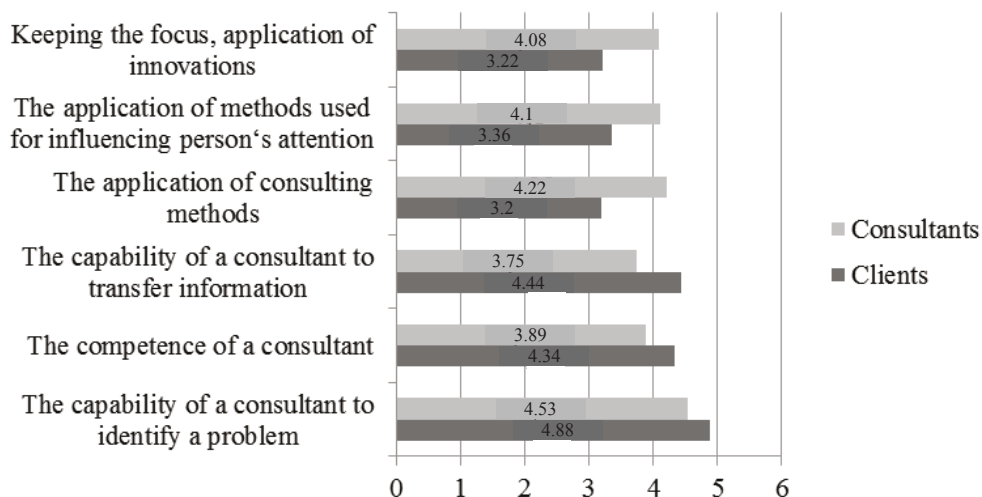 Keeping the focus, application of
innovations
4.08
3.22
The application of methods used
for influencing person‘s attention
4.1
3.36
The application of consulting
methods
4.22
3.2
The capability of a consultant to
transfer information
3.75
4.44
The competence of a consultant
3.89
4.34
The capability of a consultant to
identify a problem
4.53
4.88
0 1 2 3 4 5 6
Consultants
Clients